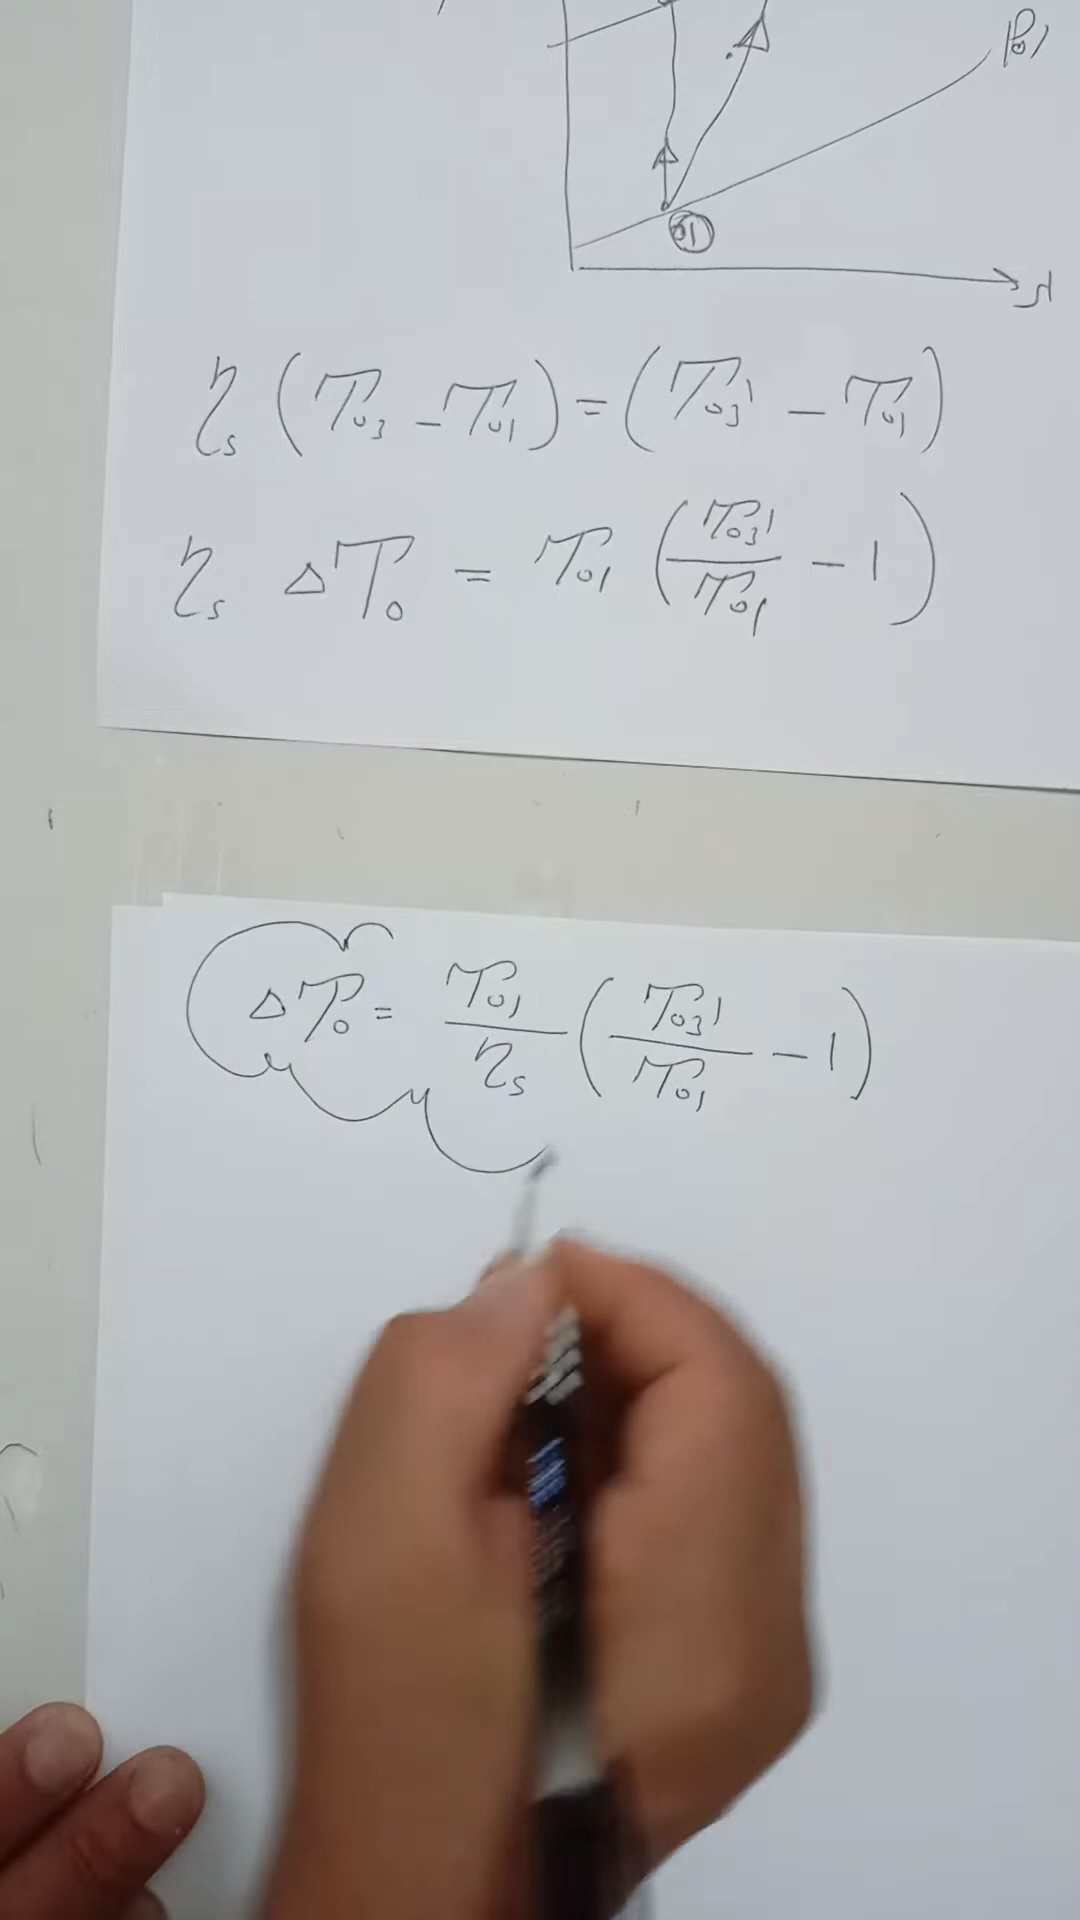 P01
01
s
ηs (T03 − T01) = (T03' − T01)
ηs ΔT0 = T01 (T03'/T01 − 1)
ΔT0 = T01/ηs (T03'/T01 − 1)